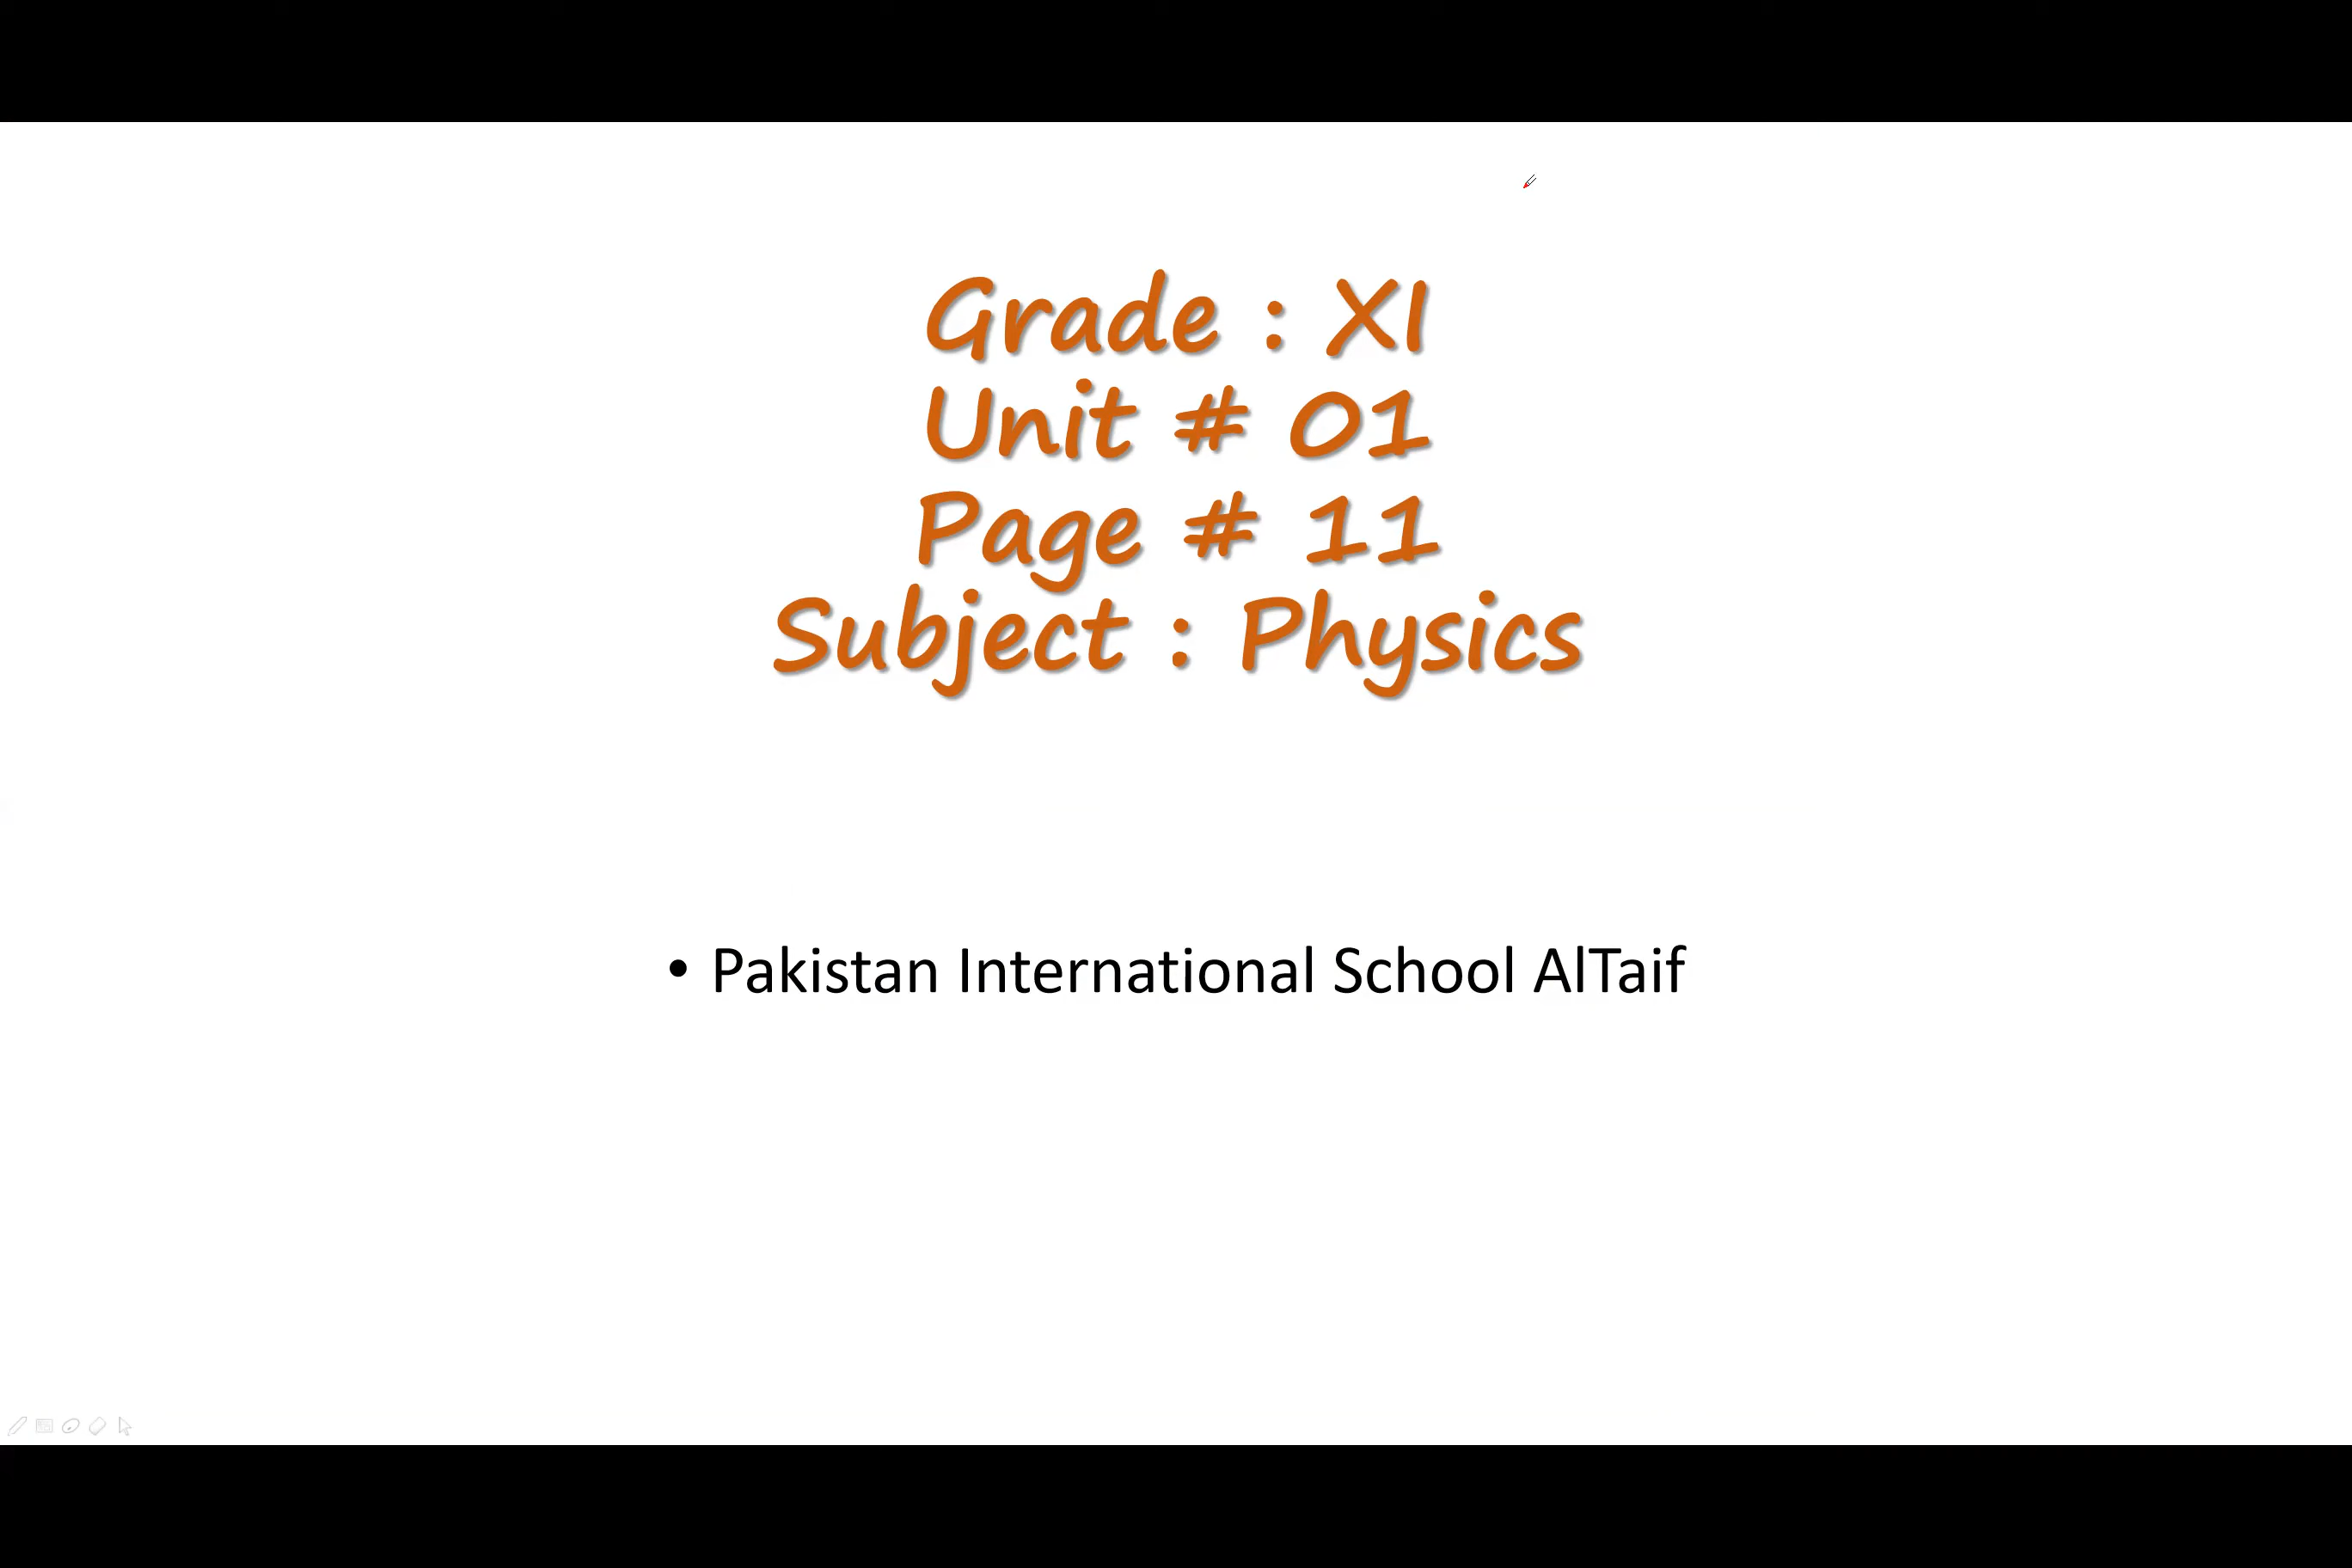 Grade : XI
Unit # 01
Page # 11
Subject : Physics
• Pakistan International School AlTaif